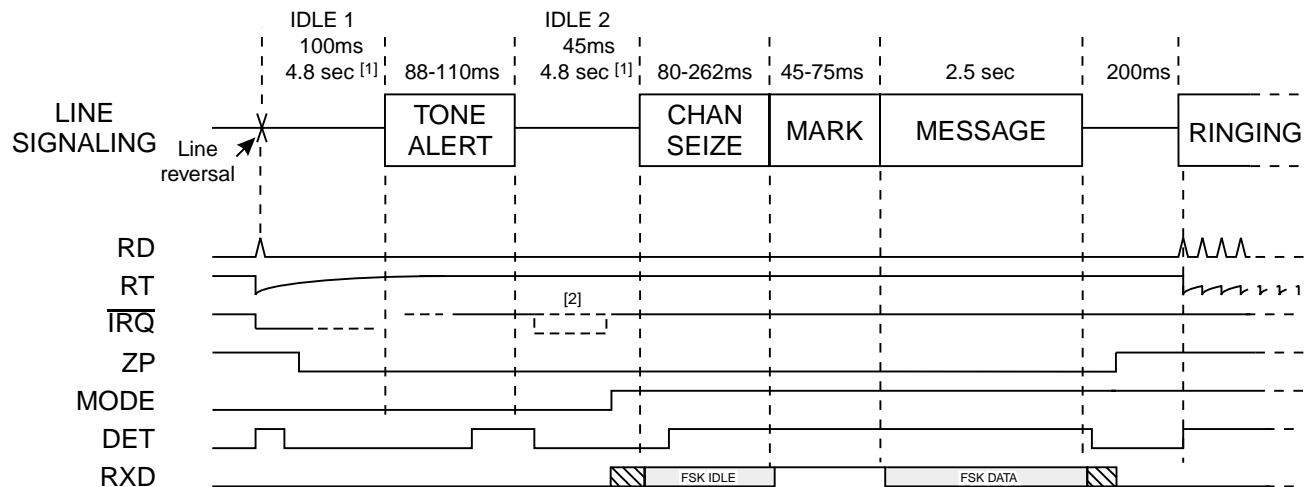 IDLE 1
100ms
4.8 sec [1]
88-110ms
IDLE 2
45ms
4.8 sec [1]
80-262ms
45-75ms
2.5 sec
200ms
LINE
SIGNALING
Line
reversal
TONE
ALERT
CHAN
SEIZE
MARK
MESSAGE
RINGING
RD
RT
[2]
IRQ
ZP
MODE
DET
RXD
FSK IDLE
FSK DATA